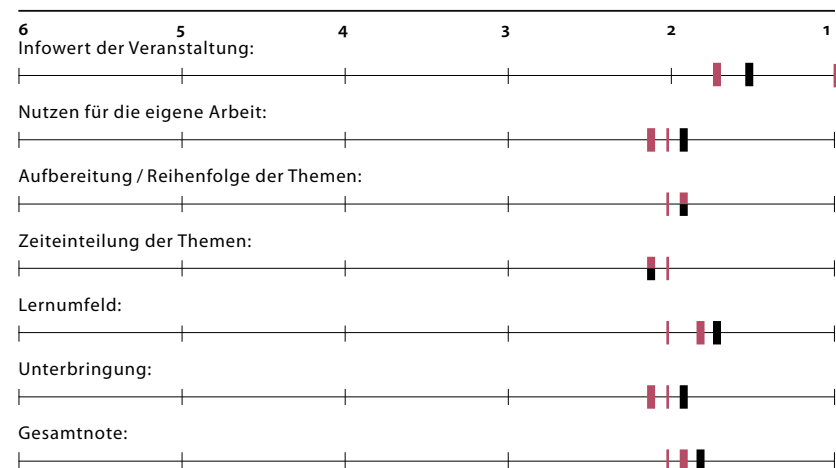 6 5 4 3 2 1
Infowert der Veranstaltung:
Nutzen für die eigene Arbeit:
Aufbereitung / Reihenfolge der Themen:
Zeiteinteilung der Themen:
Lernumfeld:
Unterbringung:
Gesamtnote: